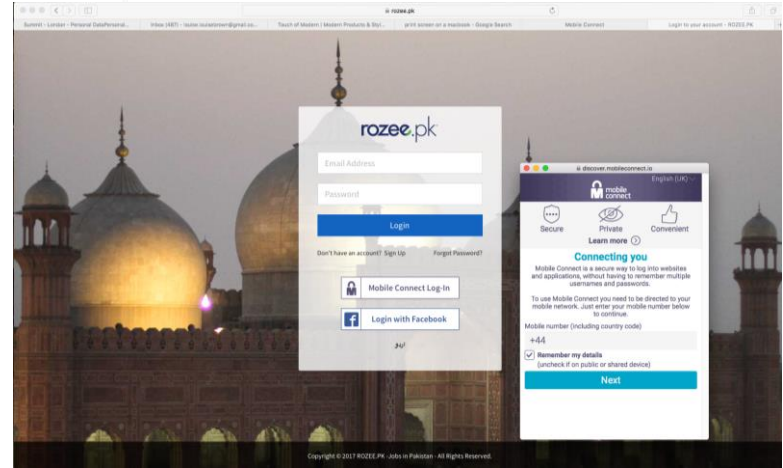 rozee.pk
Summit - London - Personal DataPersonal...
Inbox (487) -
Touch of Modern | Modern Products & Styl...
print screen on a macbook - Google Search
Mobile Connect
Login to your account - ROZEE.PK
rozee.pk
Email Address
Password
Login
Don't have an account? Sign Up
Forgot Password?
Mobile Connect Log-In
Login with Facebook
اردو
Copyright © 2017 ROZEE.PK -Jobs in Pakistan - All Rights Reserved.
discover.mobileconnect.io
English (UK)
mobile
connect
Secure
Private
Convenient
Learn more
Connecting you
Mobile Connect is a secure way to log into websites
and applications, without having to remember multiple
usernames and passwords.
To use Mobile Connect you need to be directed to your
mobile network. Just enter your mobile number below
to continue.
Mobile number (including country code)
+44
Remember my details
(uncheck if on public or shared device)
Next